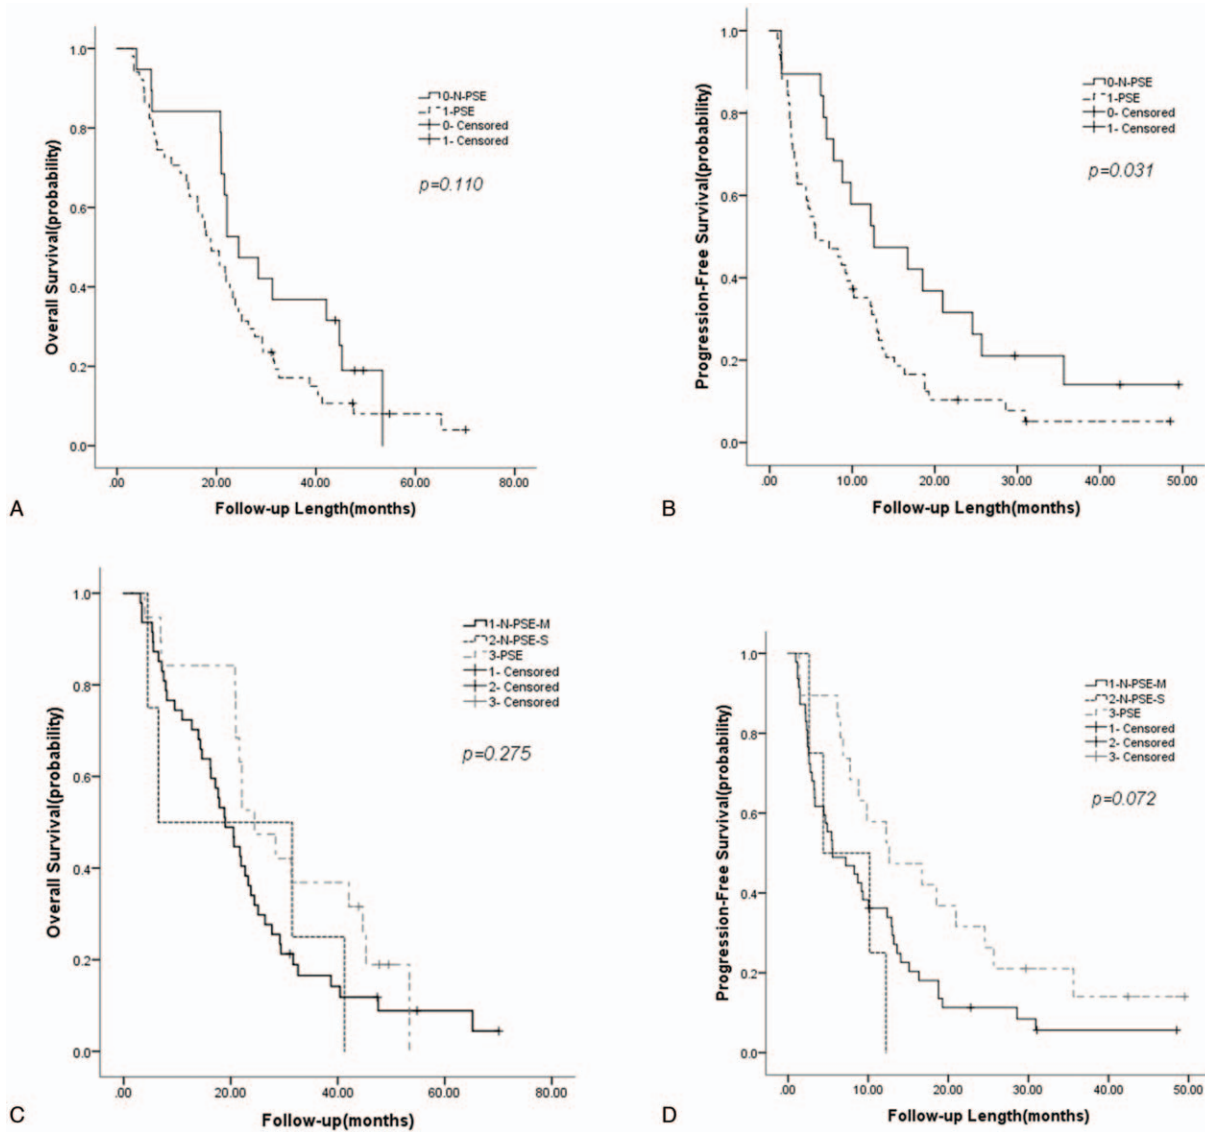 1.0
0.8
0.6
0.4
0.2
0.0
Overall Survival(probability)
0-N-PSE
1-PSE
0- Censored
1- Censored
p=0.110
.00 20.00 40.00 60.00 80.00
Follow-up Length(months)
A
1.0
0.8
0.6
0.4
0.2
0.0
Progression-Free Survival(probability)
0-N-PSE
1-PSE
0- Censored
1- Censored
p=0.031
.00 10.00 20.00 30.00 40.00 50.00
Follow-up Length(months)
B
1.0
0.8
0.6
0.4
0.2
0.0
Overall Survival(probability)
1-N-PSE-M
2-N-PSE-S
3-PSE
1- Censored
2- Censored
3- Censored
p=0.275
.00 20.00 40.00 60.00 80.00
Follow-up(months)
C
1.0
0.8
0.6
0.4
0.2
0.0
Progression-Free Survival(probability)
1-N-PSE-M
2-N-PSE-S
3-PSE
1- Censored
2- Censored
3- Censored
p=0.072
.00 10.00 20.00 30.00 40.00 50.00
Follow-up Length(months)
D